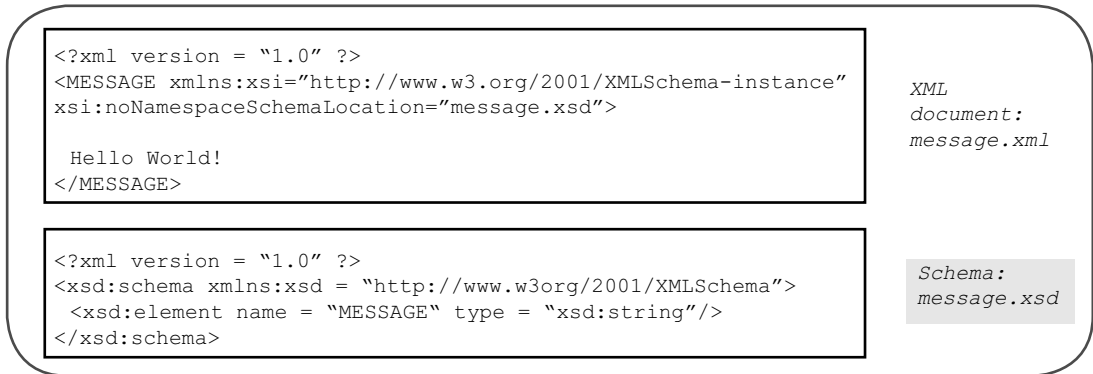 <?xml version = “1.0” ?>
<MESSAGE xmlns:xsi=”http://www.w3.org/2001/XMLSchema-instance”
xsi:noNamespaceSchemaLocation=”message.xsd”>
Hello World!
</MESSAGE>
XML
document:
message.xml
<?xml version = “1.0” ?>
<xsd:schema xmlns:xsd = “http://www.w3org/2001/XMLSchema”>
<xsd:element name = “MESSAGE“ type = “xsd:string”/>
</xsd:schema>
Schema:
message.xsd